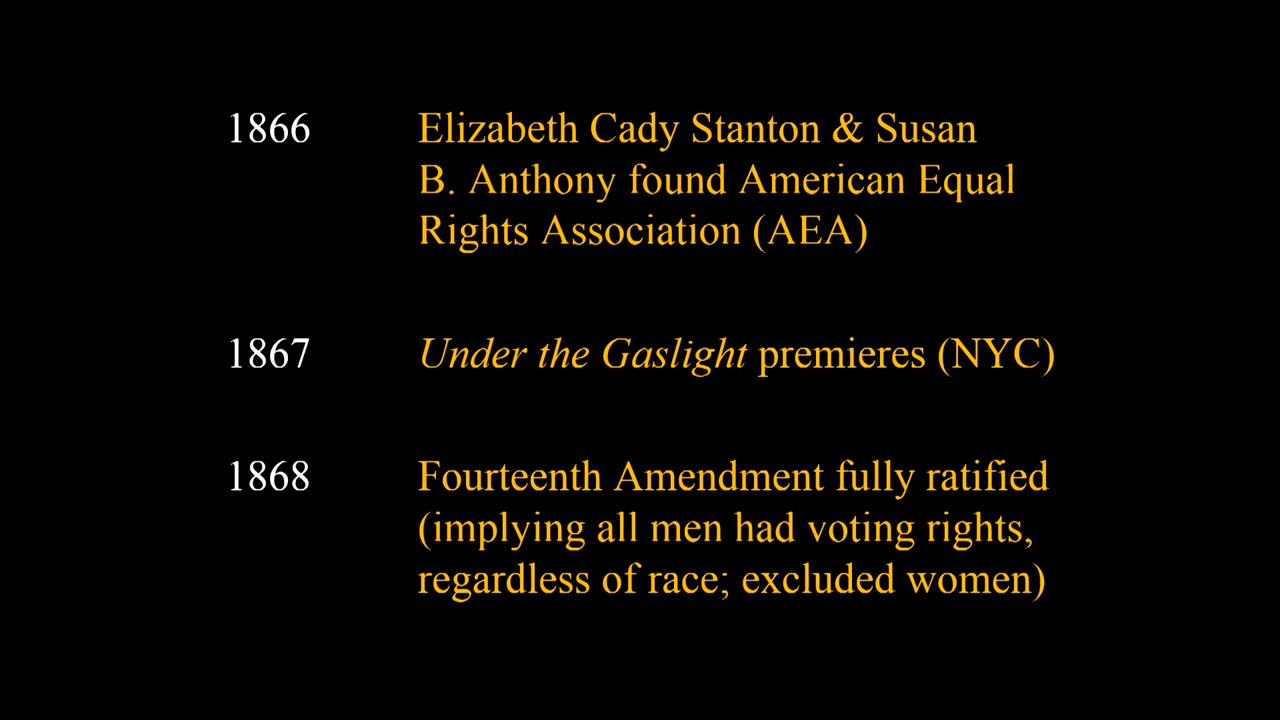 1866 Elizabeth Cady Stanton & Susan
B. Anthony found American Equal
Rights Association (AEA)
1867 Under the Gaslight premieres (NYC)
1868 Fourteenth Amendment fully ratified
(implying all men had voting rights,
regardless of race; excluded women)